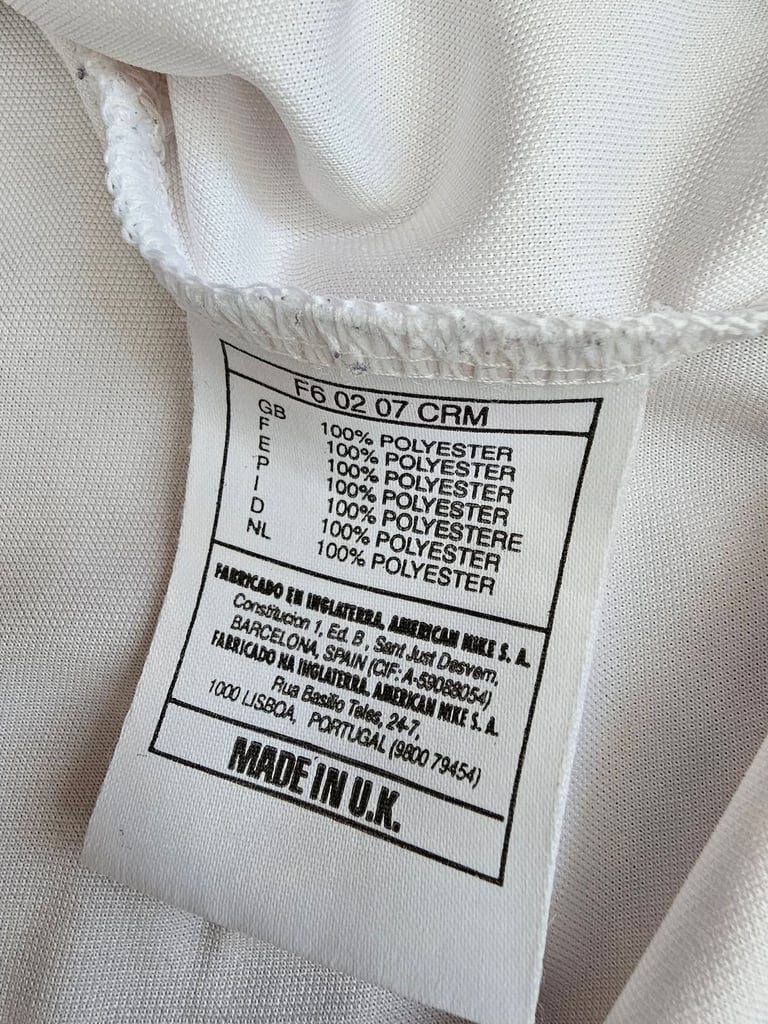 F6 02 07 CRM
GB 100% POLYESTER
F 100% POLYESTER
E 100% POLYESTER
P 100% POLYESTER
I 100% POLYESTERE
D 100% POLYESTER
NL 100% POLYESTER
FABRICADO EN INGLATERRA, AMERICAN NIKE S. A.
Constitucion 1, Ed. B, Sant Just Desvern,
BARCELONA, SPAIN (CIF: A-59088054)
FABRICADO NA INGLATERRA. AMERICAN NIKE S. A.
Rua Basilio Teles, 24-7,
1000 LISBOA, PORTUGAL (9800 79454)
MADE IN U.K.